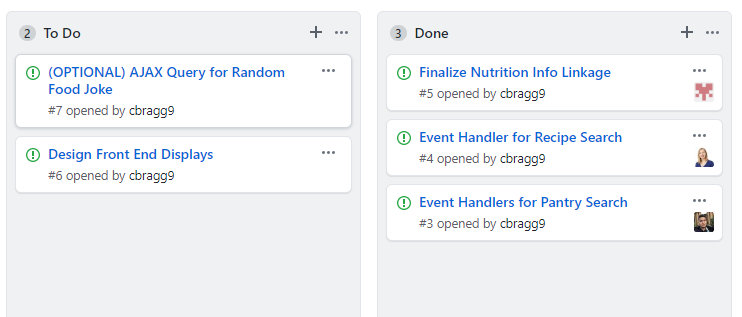 2 To Do
(OPTIONAL) AJAX Query for Random
Food Joke
#7 opened by cbragg9
Design Front End Displays
#6 opened by cbragg9
3 Done
Finalize Nutrition Info Linkage
#5 opened by cbragg9
Event Handler for Recipe Search
#4 opened by cbragg9
Event Handlers for Pantry Search
#3 opened by cbragg9